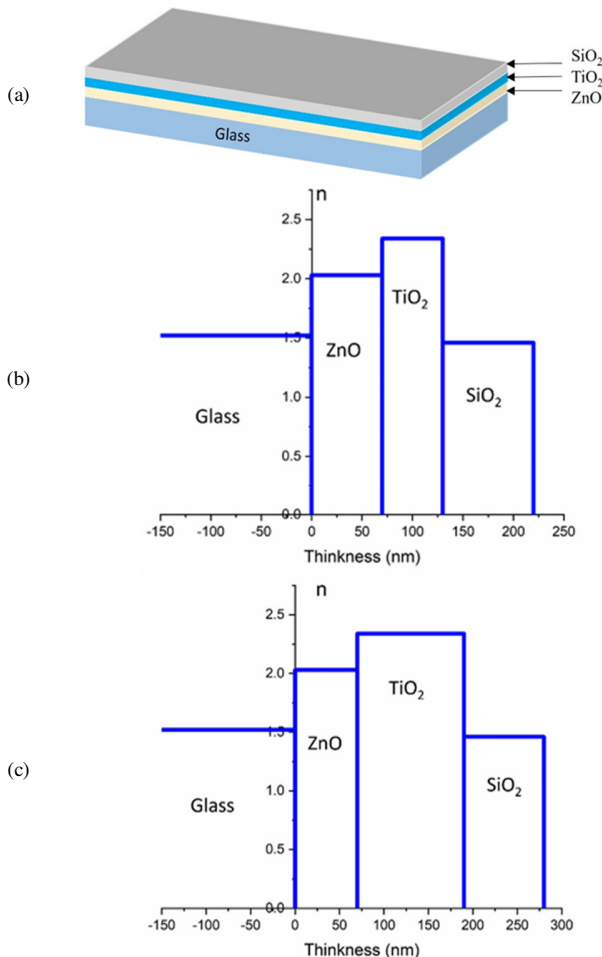 (a)
SiO₂
TiO₂
ZnO
Glass
(b)
n
2.5
2.0
1.5
1.0
0.5
0.0
TiO₂
ZnO
SiO₂
Glass
-150 -100 -50 0 50 100 150 200 250
Thinkness (nm)
(c)
n
2.5
2.0
1.5
1.0
0.5
0.0
TiO₂
ZnO
SiO₂
Glass
-150 -100 -50 0 50 100 150 200 250 300
Thinkness (nm)